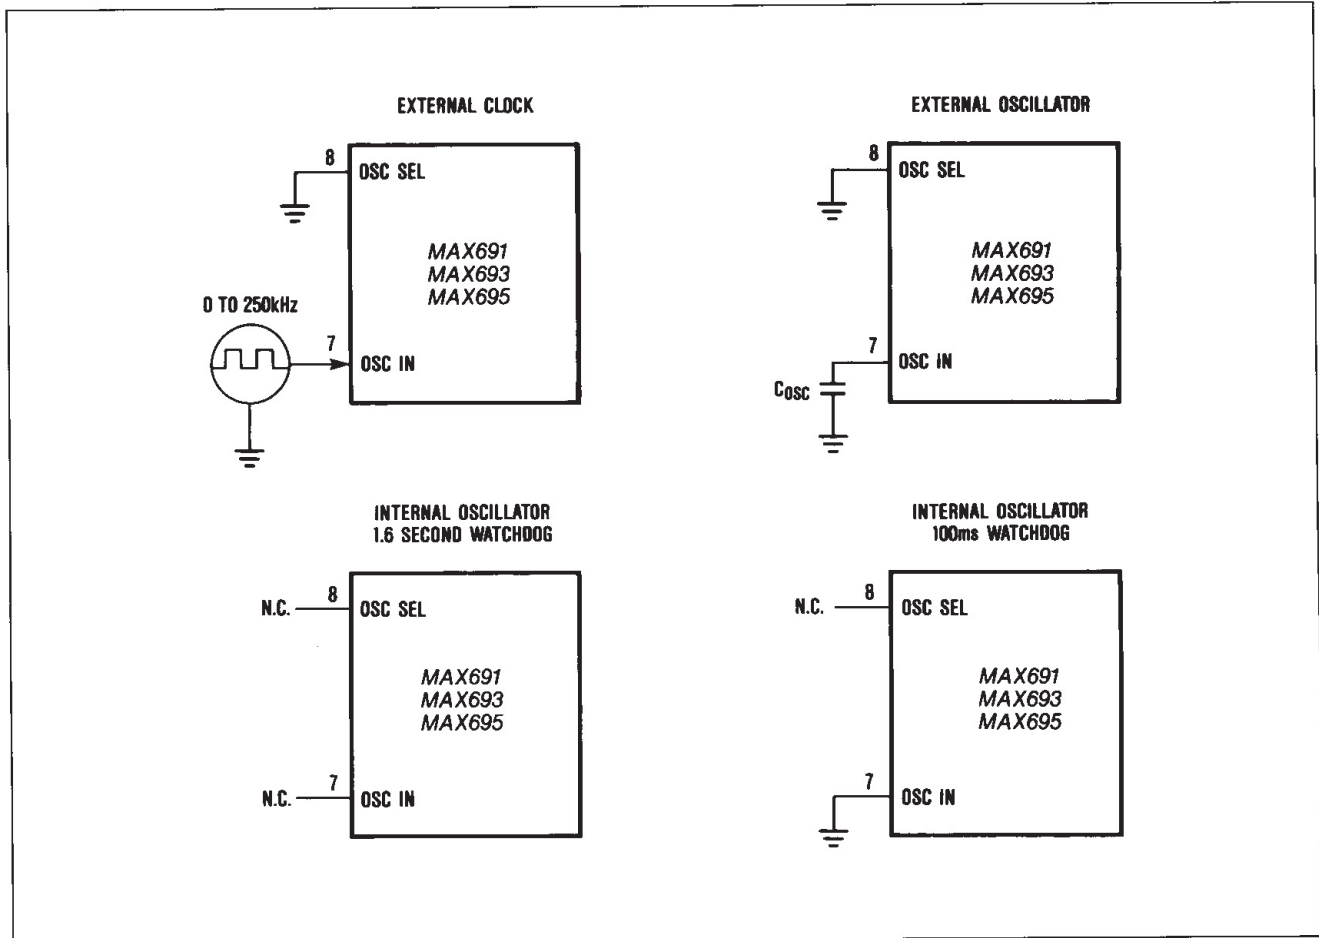 EXTERNAL CLOCK
8
OSC SEL
MAX691
MAX693
MAX695
0 TO 250kHz
7
OSC IN
EXTERNAL OSCILLATOR
8
OSC SEL
MAX691
MAX693
MAX695
7
OSC IN
COSC
INTERNAL OSCILLATOR
1.6 SECOND WATCHDOG
N.C.
8
OSC SEL
MAX691
MAX693
MAX695
N.C.
7
OSC IN
INTERNAL OSCILLATOR
100ms WATCHDOG
N.C.
8
OSC SEL
MAX691
MAX693
MAX695
7
OSC IN